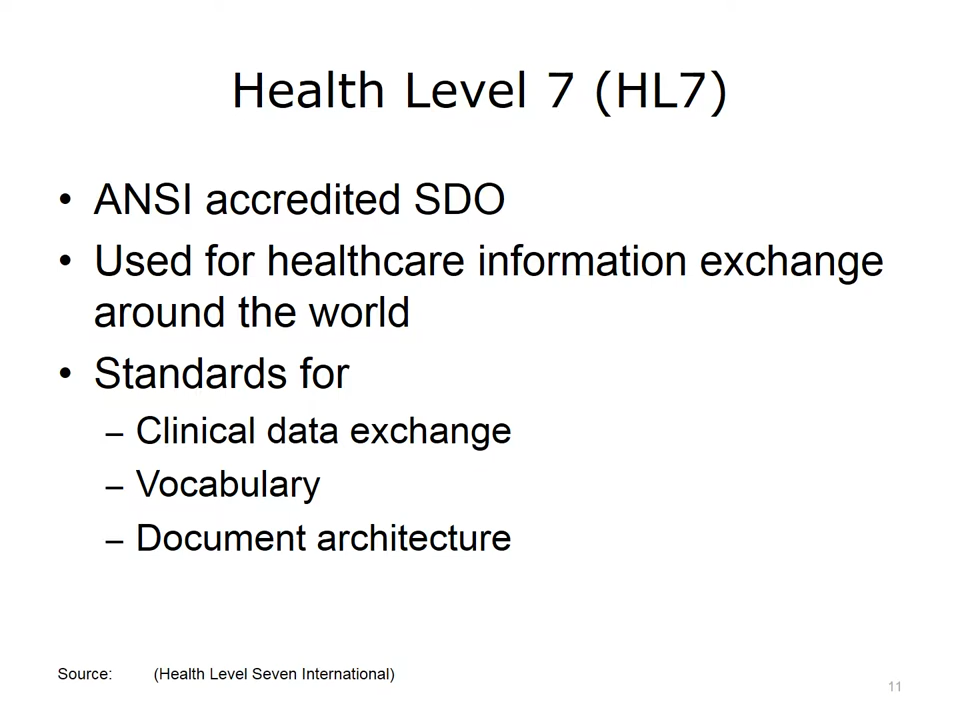 Health Level 7 (HL7)
• ANSI accredited SDO
• Used for healthcare information exchange
around the world
• Standards for
– Clinical data exchange
– Vocabulary
– Document architecture
Source: (Health Level Seven International)
11